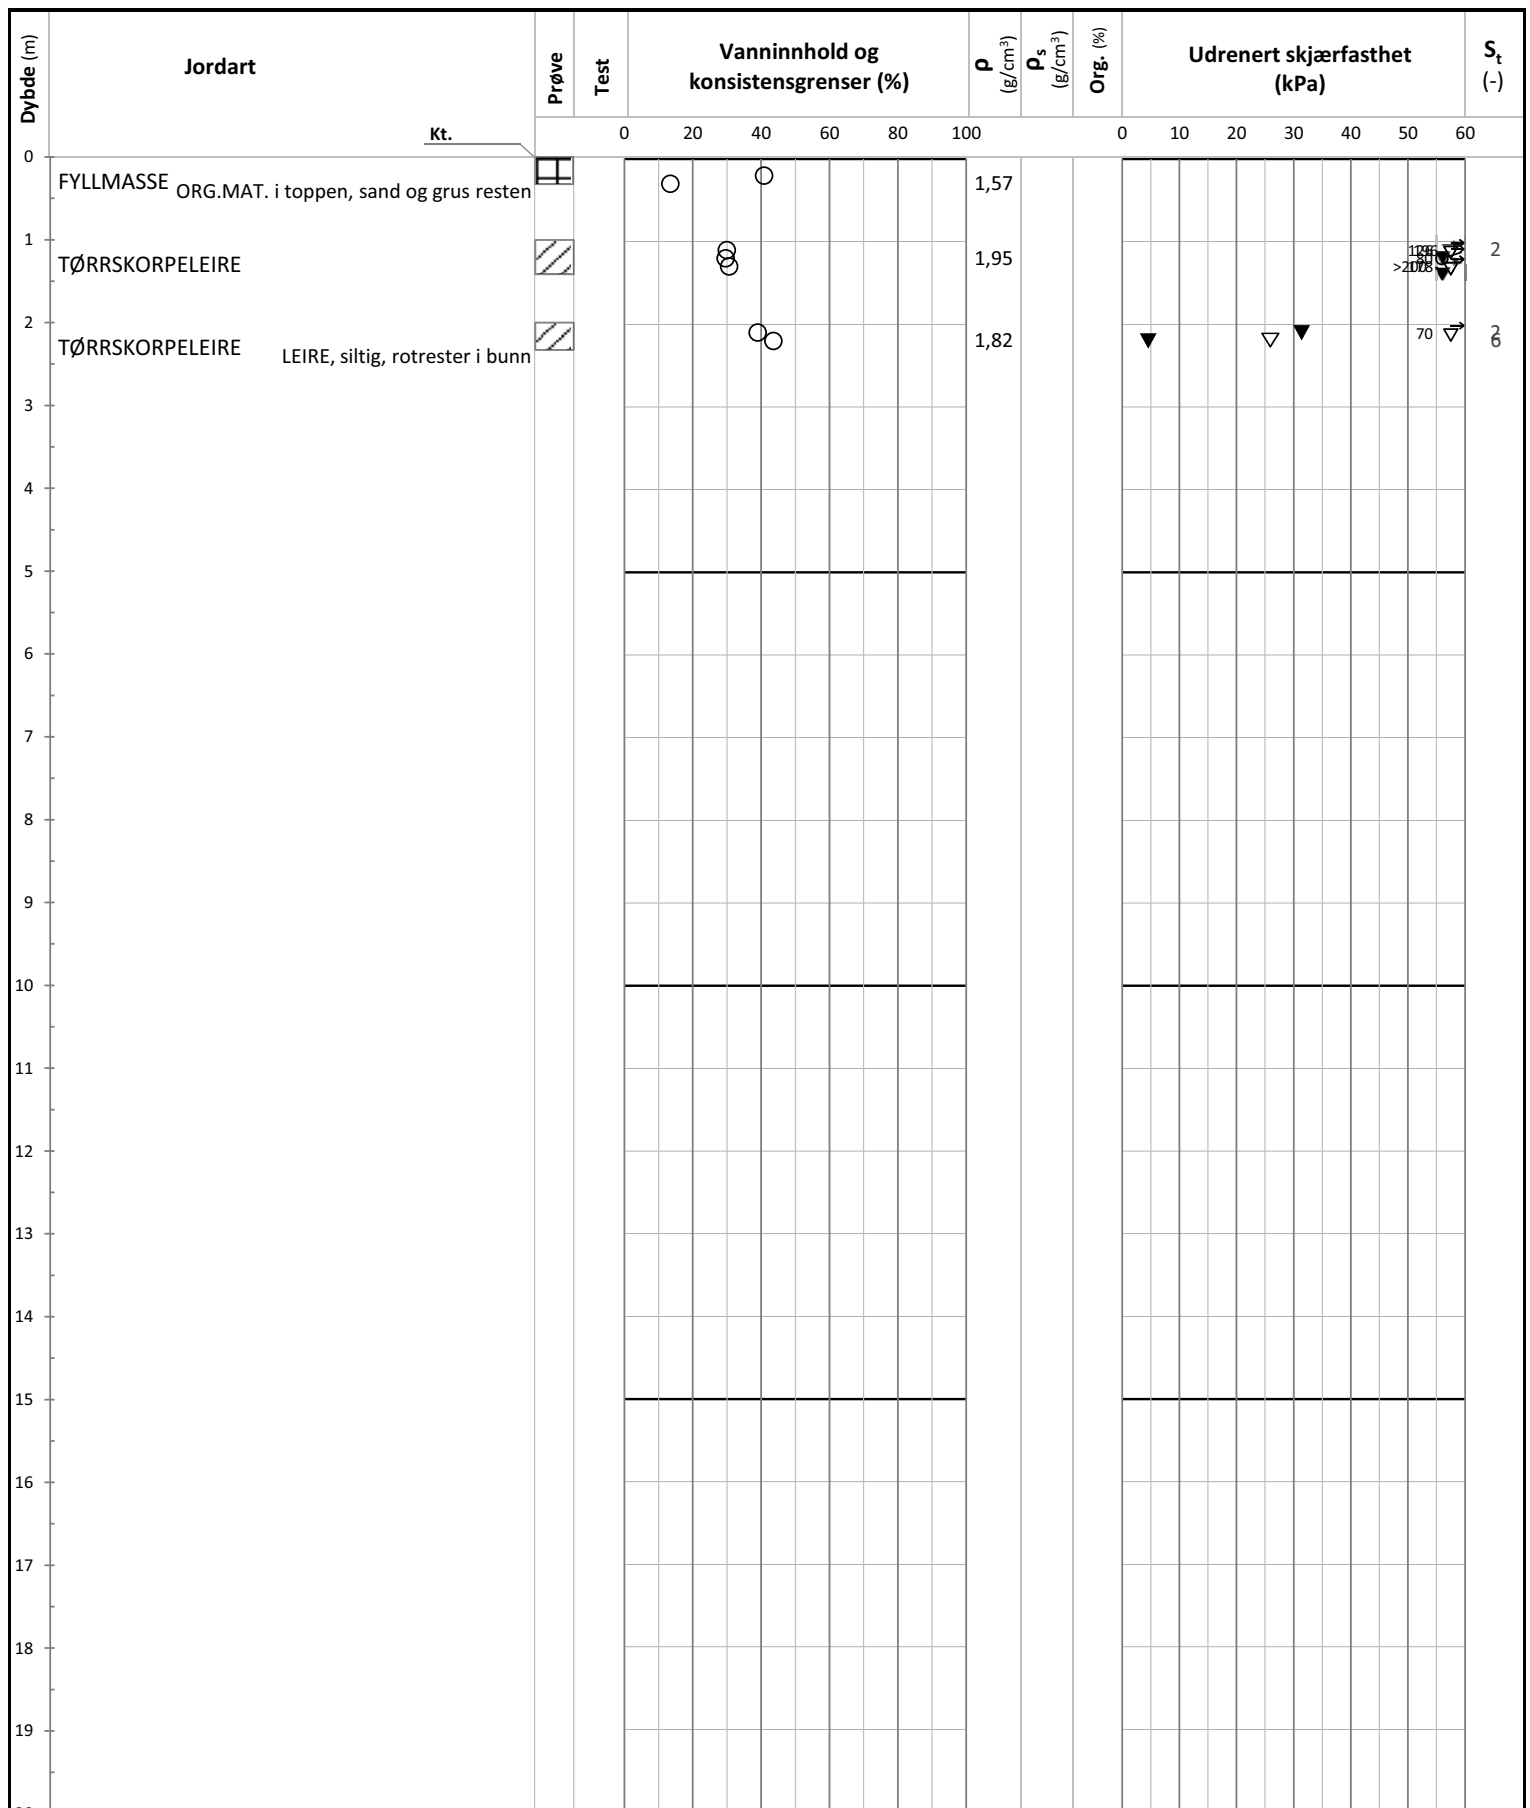 Dybde (m)
Jordart
Kt.
Prøve
Test
Vanninnhold og
konsistensgrenser (%)
0 20 40 60 80 100
ρ
(g/cm³)
ρs
(g/cm³)
Org. (%)
Udrenert skjærfasthet
(kPa)
0 10 20 30 40 50 60
St
(-)
0
FYLLMASSE ORG.MAT. i toppen, sand og grus resten 1,57
1
TØRRSKORPELEIRE 1,95 2
2
TØRRSKORPELEIRE LEIRE, siltig, rotrester i bunn 1,82 70 2
6
3
4
5
6
7
8
9
10
11
12
13
14
15
16
17
18
19